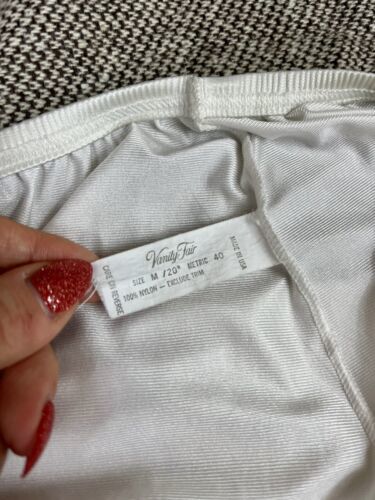 Vanity Fair
SIZE M /20" METRIC 40
100% NYLON — EXCLUDE TRIM
CARE ON REVERSE
MADE IN USA